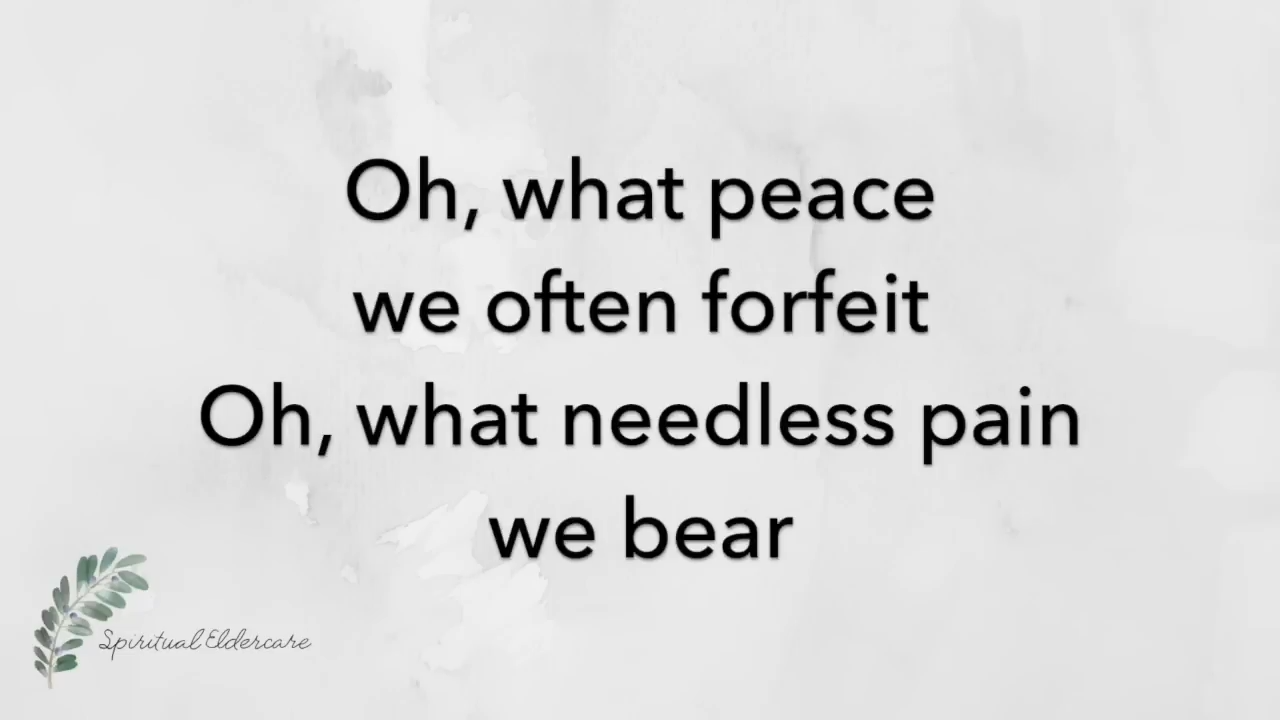 Oh, what peace
we often forfeit
Oh, what needless pain
we bear
Spiritual Eldercare